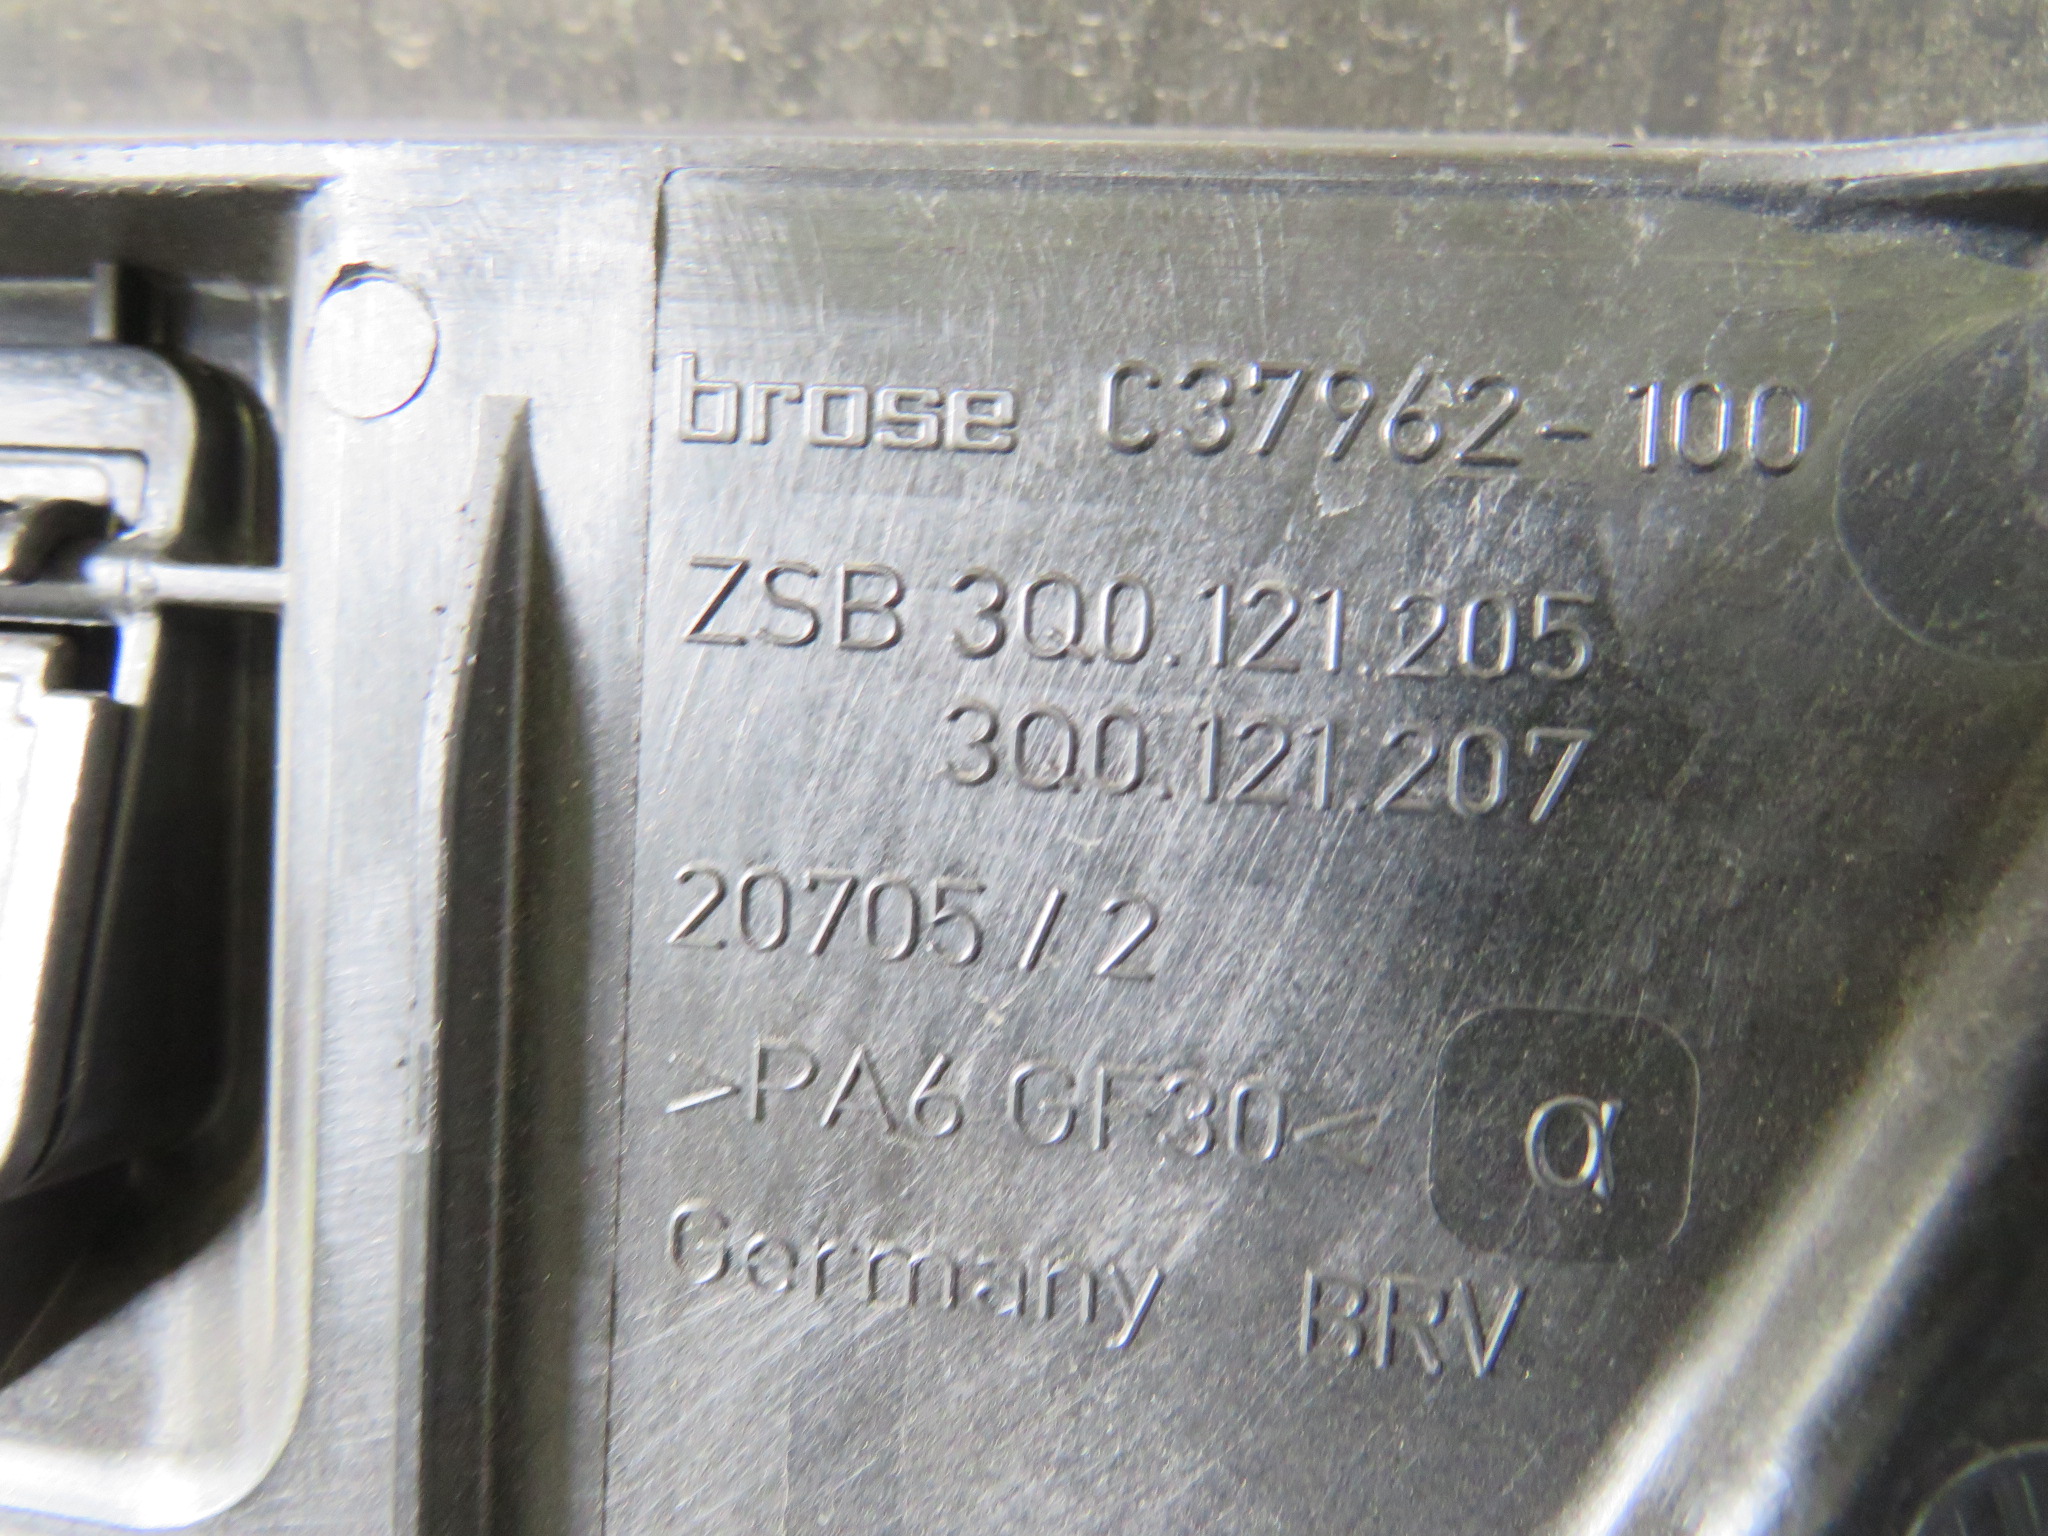 brose C37962-100
ZSB 3Q0.121.205
3Q0.121.207
20705/2
>PA6 GF30< α
Germany BRV